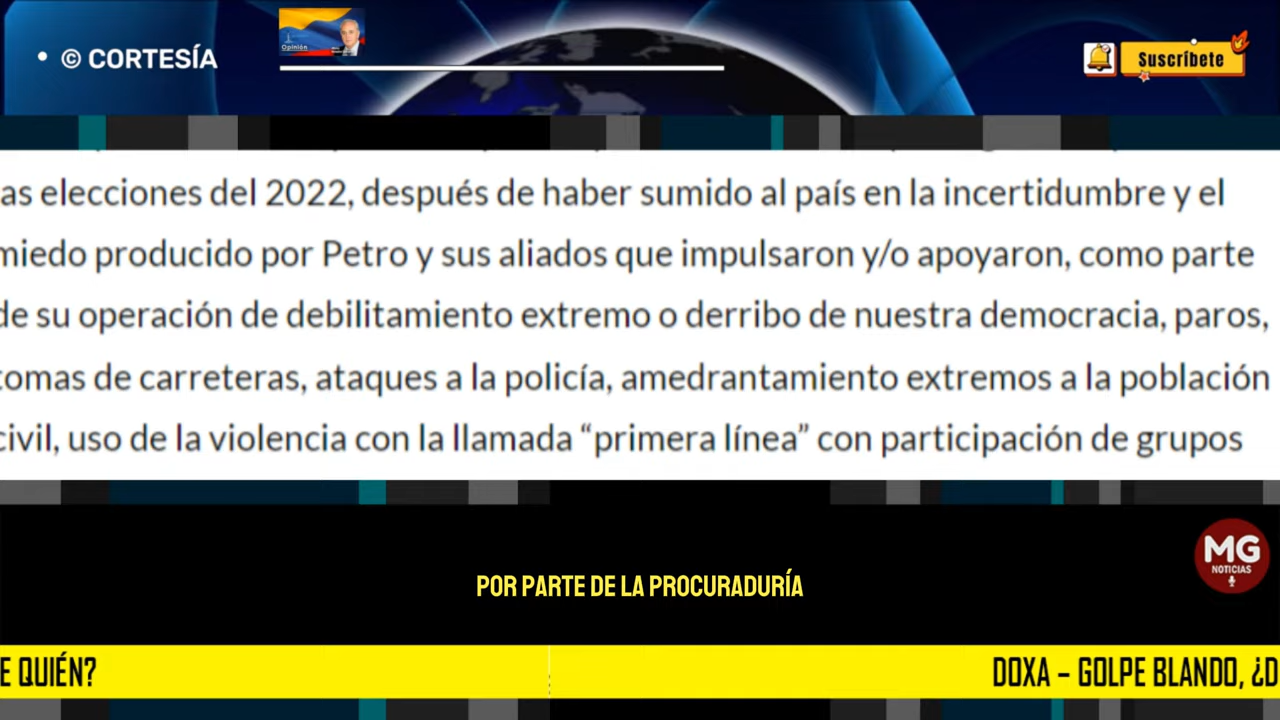 • © CORTESÍA
Opinión
Suscríbete
as elecciones del 2022, después de haber sumido al país en la incertidumbre y el
miedo producido por Petro y sus aliados que impulsaron y/o apoyaron, como parte
de su operación de debilitamiento extremo o derribo de nuestra democracia, paros,
tomas de carreteras, ataques a la policía, amedrantamiento extremos a la población
civil, uso de la violencia con la llamada “primera línea” con participación de grupos
MG
NOTICIAS
POR PARTE DE LA PROCURADURÍA
E QUIÉN?
DOXA – GOLPE BLANDO, ¿D